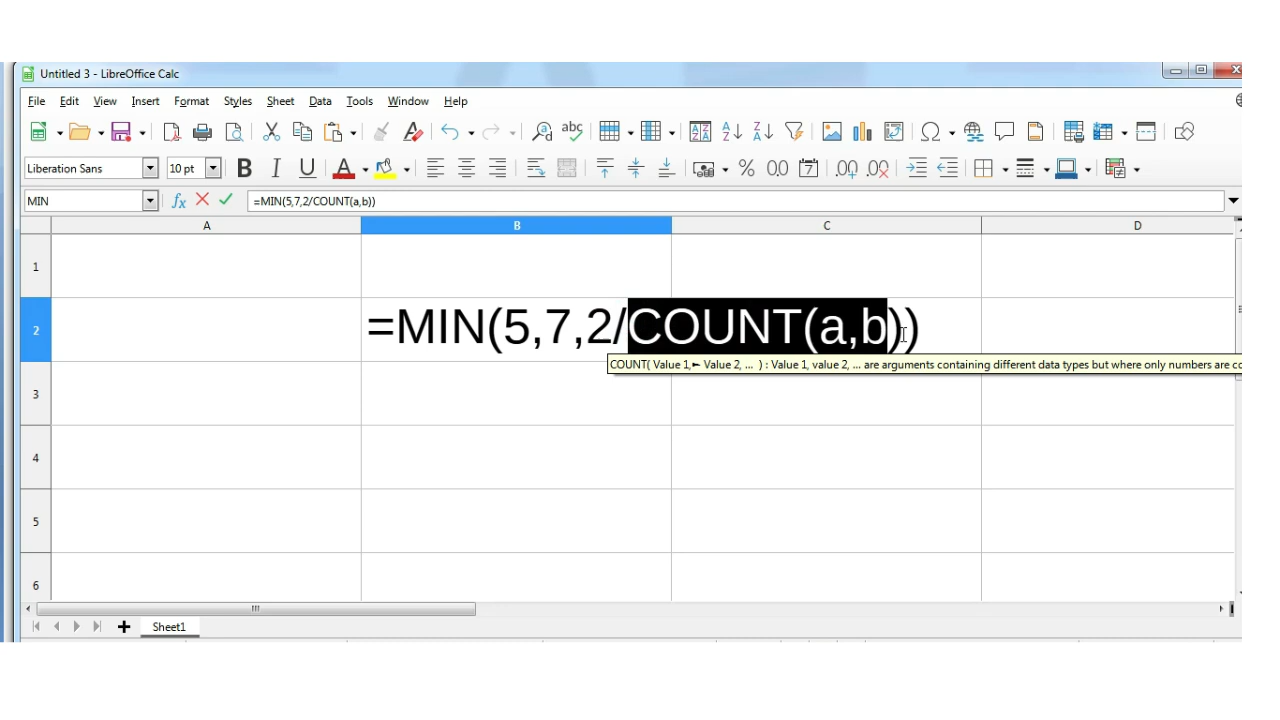 Untitled 3 - LibreOffice Calc
File Edit View Insert Format Styles Sheet Data Tools Window Help
Liberation Sans 10 pt
MIN =MIN(5,7,2/COUNT(a,b))
A B C D
1
=MIN(5,7,2/COUNT(a,b))
2
COUNT( Value 1, Value 2, ... ) : Value 1, value 2, ... are arguments containing different data types but where only numbers are co
3
4
5
6
Sheet1